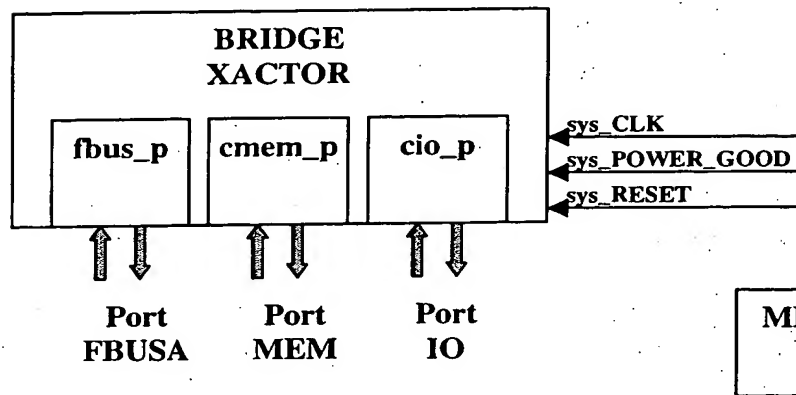 BRIDGE
XACTOR
fbus_p
cmem_p
cio_p
sys_CLK
sys_POWER_GOOD
sys_RESET
Port
FBUSA
Port
MEM
Port
IO